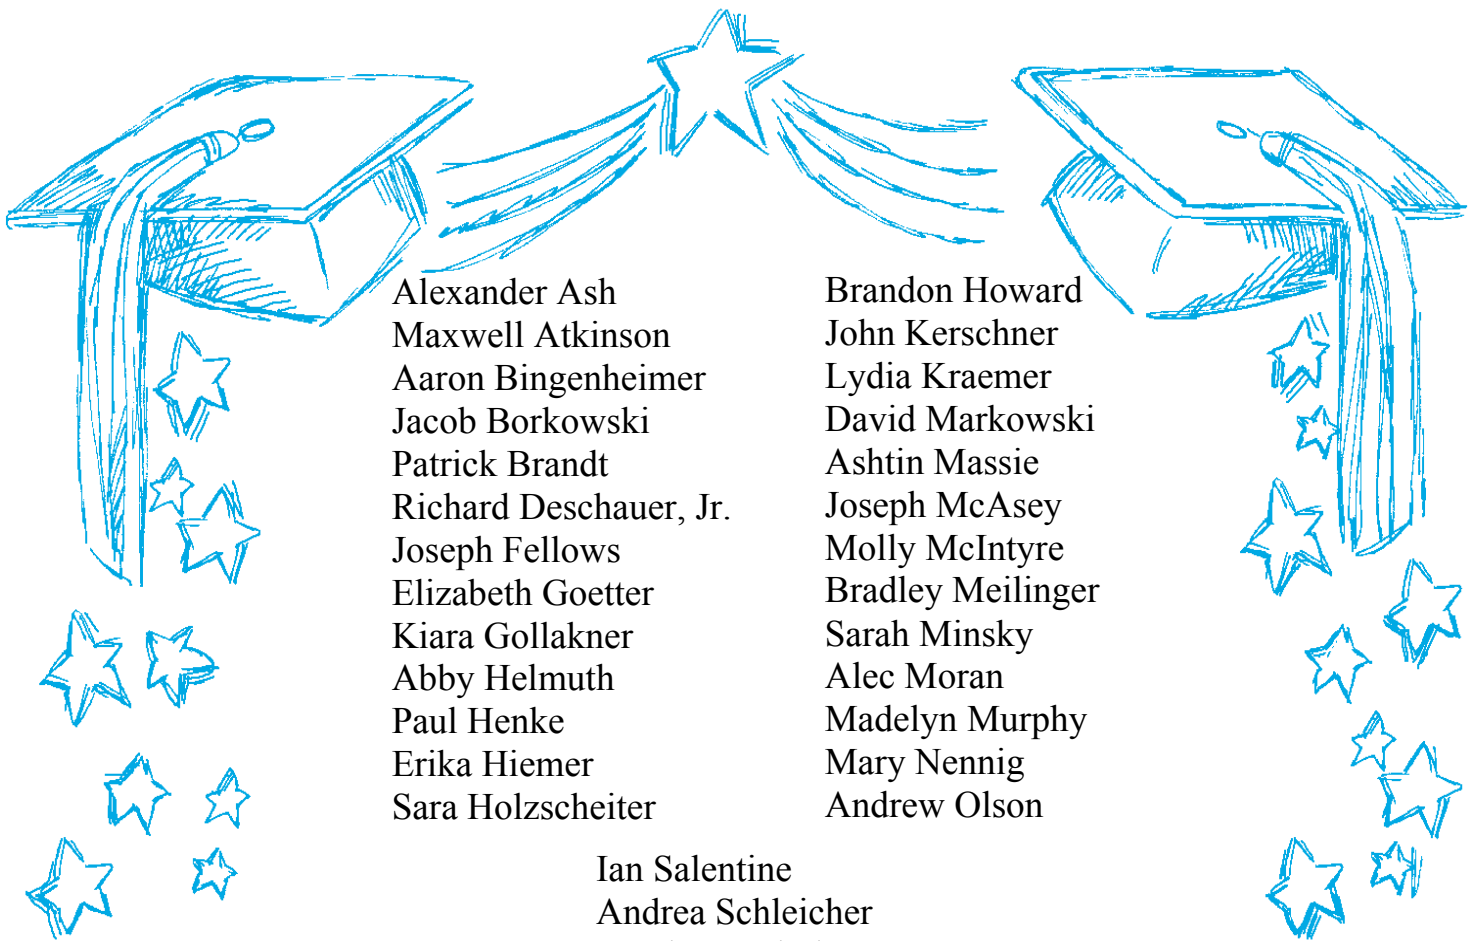 Alexander Ash
Maxwell Atkinson
Aaron Bingenheimer
Jacob Borkowski
Patrick Brandt
Richard Deschauer, Jr.
Joseph Fellows
Elizabeth Goetter
Kiara Gollakner
Abby Helmuth
Paul Henke
Erika Hiemer
Sara Holzscheiter
Brandon Howard
John Kerschner
Lydia Kraemer
David Markowski
Ashtin Massie
Joseph McAsey
Molly McIntyre
Bradley Meilinger
Sarah Minsky
Alec Moran
Madelyn Murphy
Mary Nennig
Andrew Olson
Ian Salentine
Andrea Schleicher